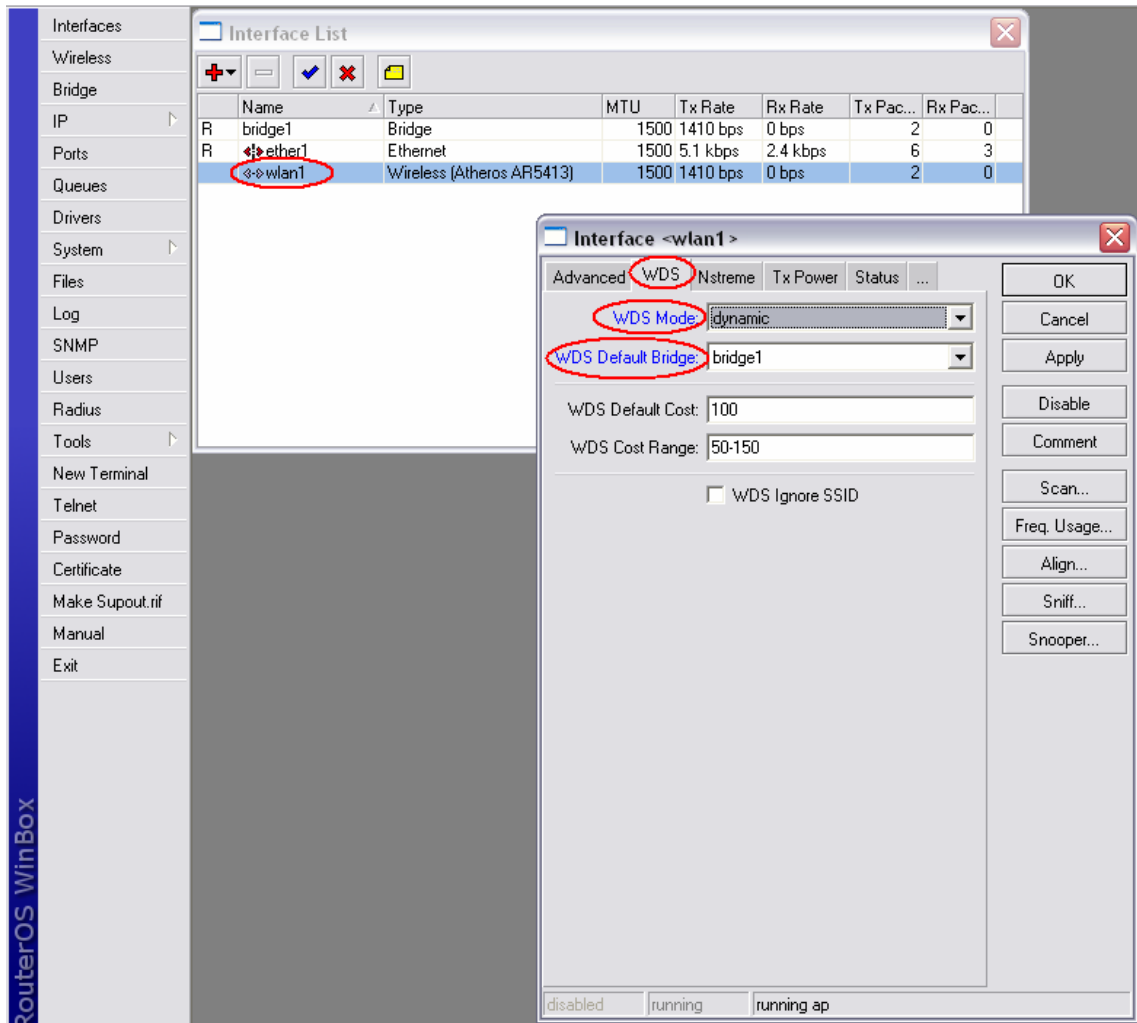 Interfaces
Wireless
Bridge
IP
Ports
Queues
Drivers
System
Files
Log
SNMP
Users
Radius
Tools
New Terminal
Telnet
Password
Certificate
Make Supout.rif
Manual
Exit
RouterOS WinBox
Interface List
Name Type MTU Tx Rate Rx Rate Tx Pac... Rx Pac...
R bridge1 Bridge 1500 1410 bps 0 bps 2 0
R ether1 Ethernet 1500 5.1 kbps 2.4 kbps 6 3
wlan1 Wireless (Atheros AR5413) 1500 1410 bps 0 bps 2 0
Interface <wlan1>
Advanced WDS Nstreme Tx Power Status ...
WDS Mode: dynamic
WDS Default Bridge: bridge1
WDS Default Cost: 100
WDS Cost Range: 50-150
WDS Ignore SSID
OK
Cancel
Apply
Disable
Comment
Scan...
Freq. Usage...
Align...
Sniff...
Snooper...
disabled running running ap